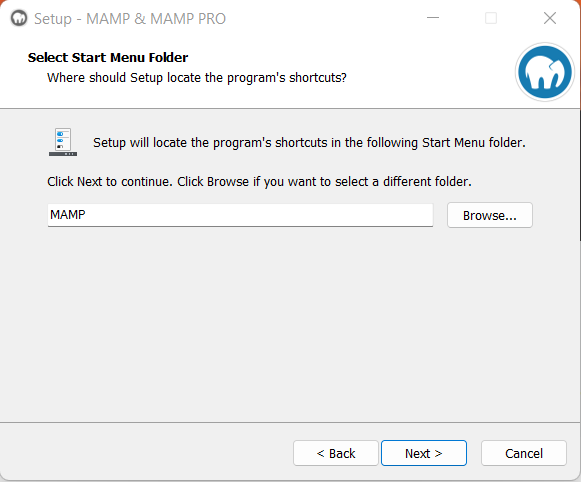 Setup - MAMP & MAMP PRO
Select Start Menu Folder
Where should Setup locate the program's shortcuts?
Setup will locate the program's shortcuts in the following Start Menu folder.
Click Next to continue. Click Browse if you want to select a different folder.
MAMP
Browse...
< Back
Next >
Cancel